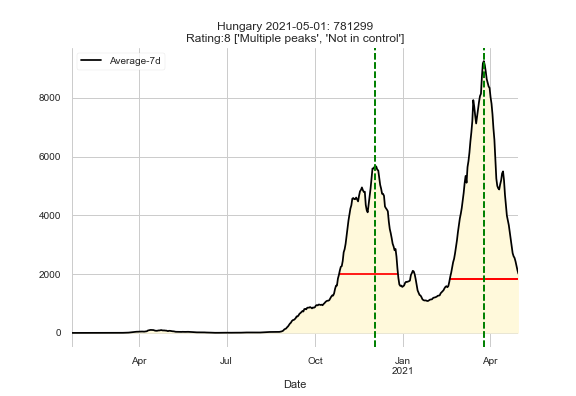 Hungary 2021-05-01: 781299
Rating:8 ['Multiple peaks', 'Not in control']
Average-7d
8000
6000
4000
2000
0
Apr
Jul
Oct
Jan
2021
Apr
Date